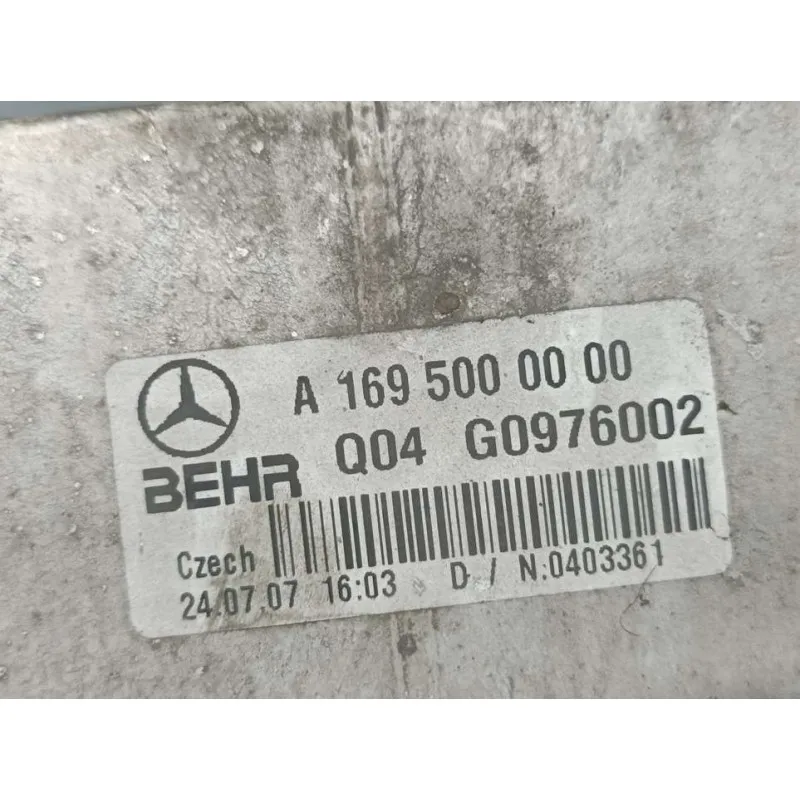 A 169 500 00 00
BEHR Q04 G0976002
Czech
24.07.07 16:03 D / N:0403361